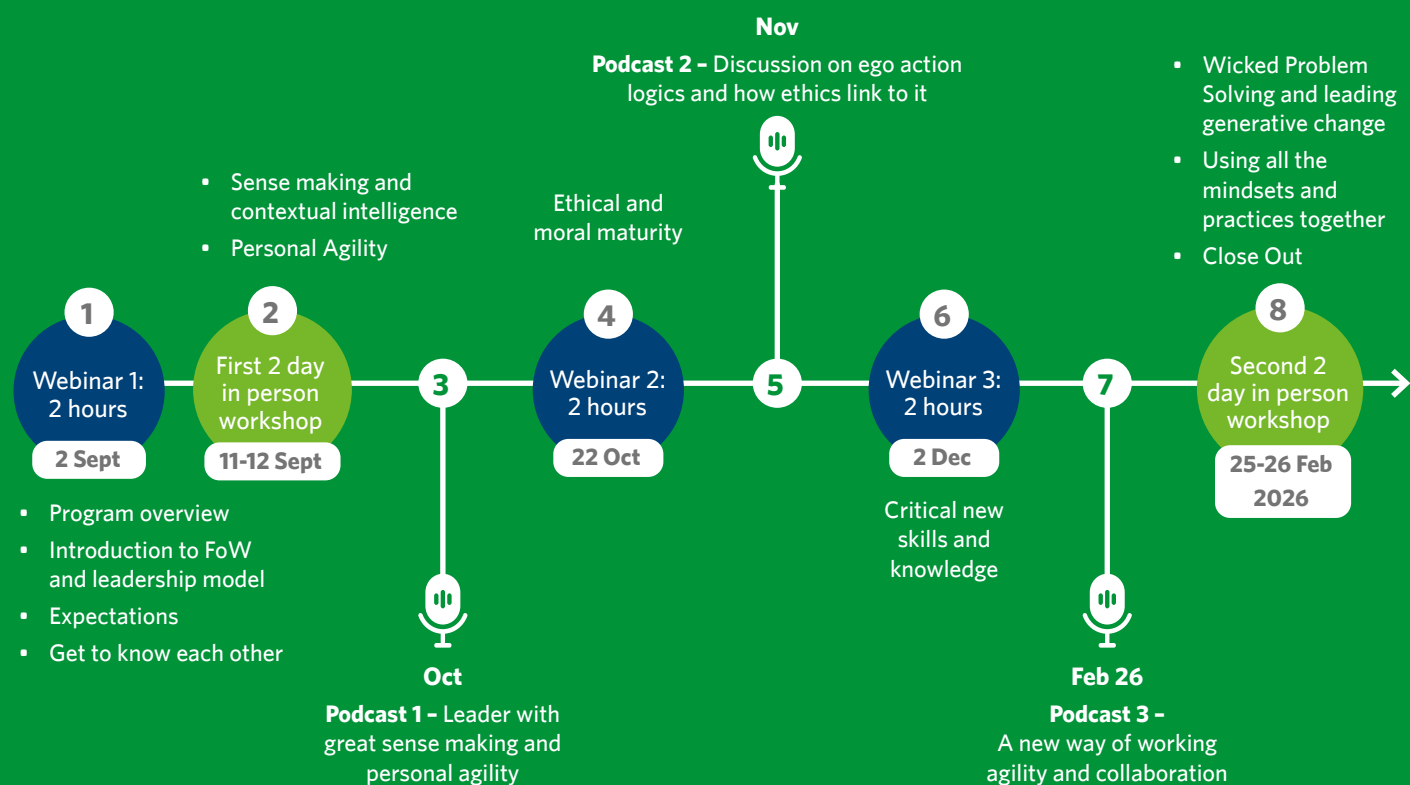 Nov
Podcast 2 – Discussion on ego action
logics and how ethics link to it
▪ Wicked Problem
Solving and leading
generative change
▪ Using all the
mindsets and
practices together
▪ Close Out
▪ Sense making and
contextual intelligence
▪ Personal Agility
Ethical and
moral maturity
1
Webinar 1:
2 hours
2 Sept
2
First 2 day
in person
workshop
11-12 Sept
3
4
Webinar 2:
2 hours
22 Oct
5
6
Webinar 3:
2 hours
2 Dec
7
8
Second 2
day in person
workshop
25-26 Feb
2026
▪ Program overview
▪ Introduction to FoW
and leadership model
▪ Expectations
▪ Get to know each other
Critical new
skills and
knowledge
Oct
Podcast 1 – Leader with
great sense making and
personal agility
Feb 26
Podcast 3 –
A new way of working
agility and collaboration